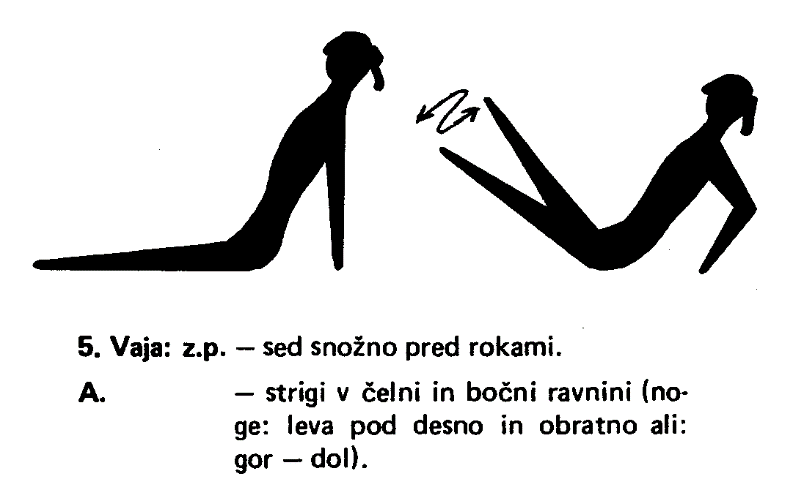 5. Vaja: z.p. — sed snožno pred rokami.
A. — strigi v čelni in bočni ravnini (no-
ge: leva pod desno in obratno ali:
gor — dol).